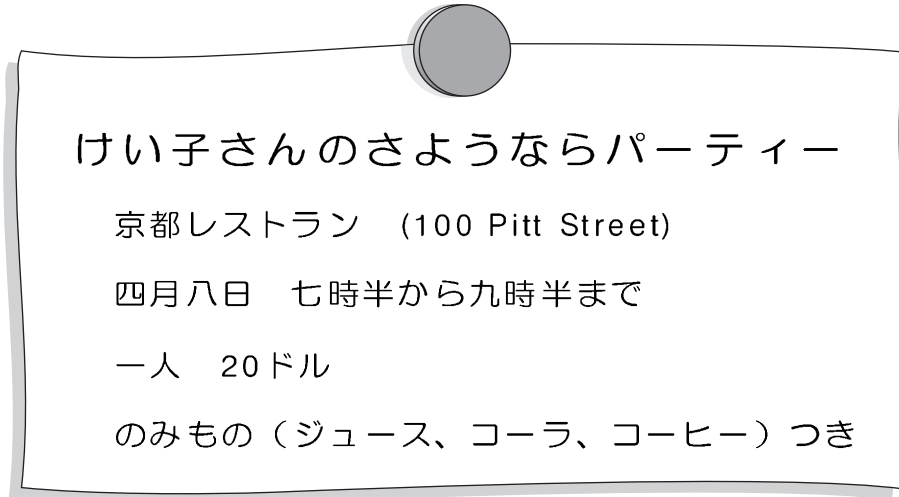 けい子さんのさようならパーティー
京都レストラン　(100 Pitt Street)
四月八日　七時半から九時半まで
一人　20ドル
のみもの（ジュース、コーラ、コーヒー）つき